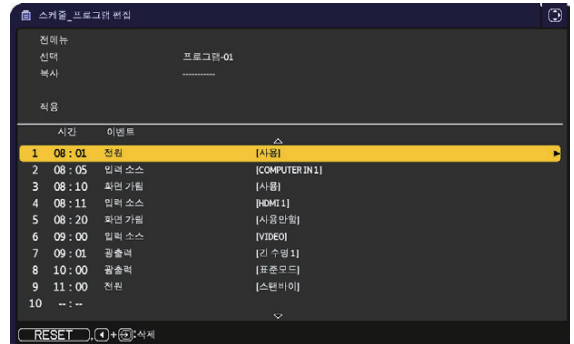 스케줄_프로그램 편집
전메뉴
선택 프로그램-01
복사 -----------
적용
시간 이벤트
1 08 : 01 전원 [사용]
2 08 : 05 입력 소스 [COMPUTER IN 1]
3 08 : 10 화면 가림 [사용]
4 08 : 11 입력 소스 [HDMI 1]
5 08 : 20 화면 가림 [사용안함]
6 09 : 00 입력 소스 [VIDEO]
7 09 : 01 광출력 [긴 수명 1]
8 10 : 00 광출력 [표준모드]
9 11 : 00 전원 [스탠바이]
10 -- : --
RESET , + :삭제